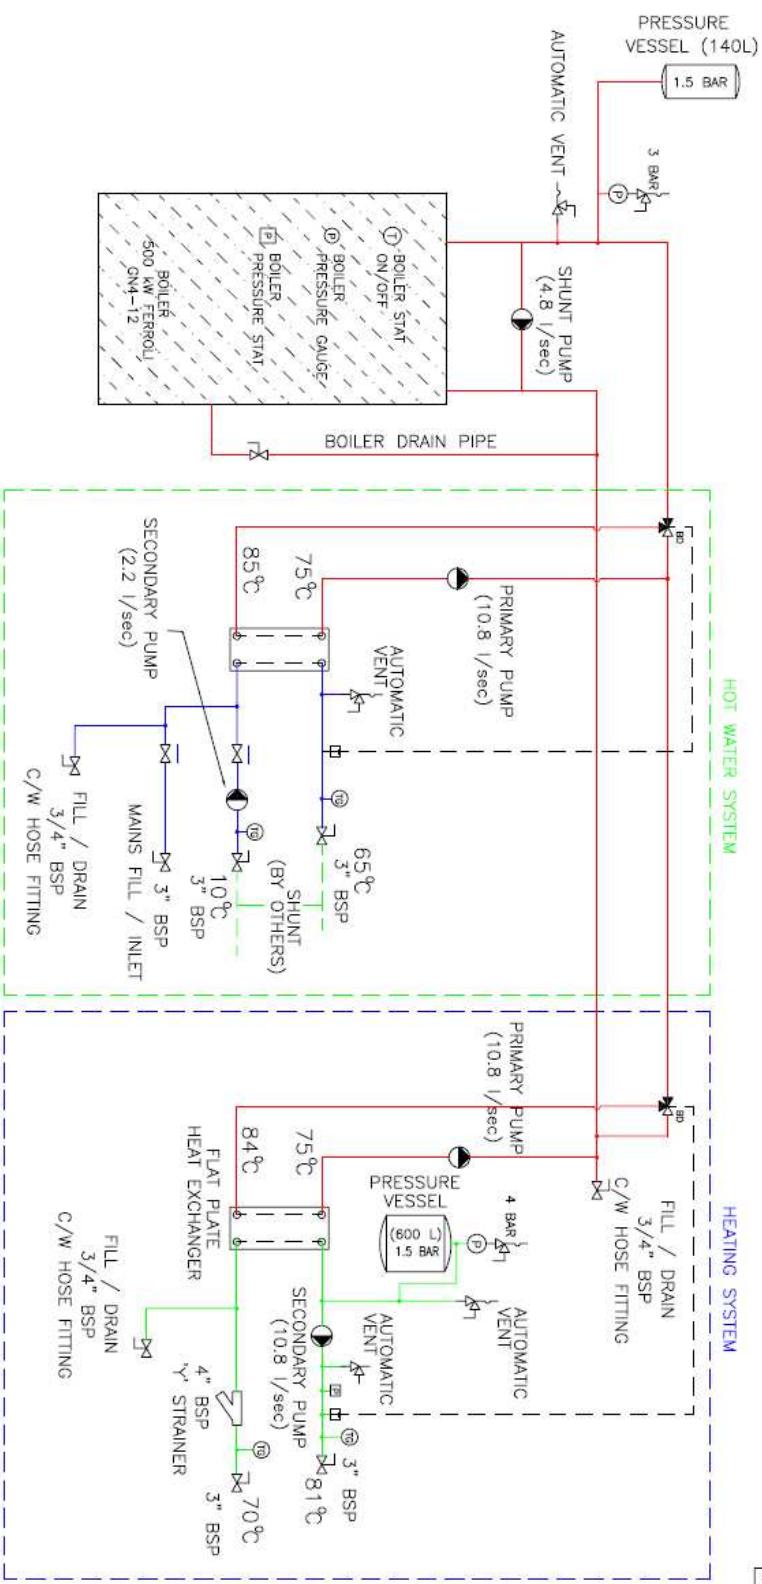 PRESSURE
VESSEL (140L)
1.5 BAR
AUTOMATIC VENT
3 BAR
P
SHUNT PUMP
(4.8 l/sec)
T
BOILER STAT
ON/OFF
P
BOILER
PRESSURE GAUGE
P
BOILER
PRESSURE STAT
BOILER
500 kW FERROLI
GN4-12
BOILER DRAIN PIPE
HOT WATER SYSTEM
BD
PRIMARY PUMP
(10.8 l/sec)
75°C
85°C
SECONDARY PUMP
(2.2 l/sec)
AUTOMATIC
VENT
TG
TG
65°C
3" BSP
SHUNT
(BY OTHERS)
10°C
3" BSP
3" BSP
MAINS FILL / INLET
FILL / DRAIN
3/4" BSP
C/W HOSE FITTING
HEATING SYSTEM
BD
PRIMARY PUMP
(10.8 l/sec)
FILL / DRAIN
3/4" BSP
C/W HOSE FITTING
75°C
84°C
FLAT PLATE
HEAT EXCHANGER
PRESSURE
VESSEL
(600 L)
1.5 BAR
4 BAR
P
AUTOMATIC
VENT
AUTOMATIC
VENT
SECONDARY PUMP
(10.8 l/sec)
P
TG
3" BSP
81°C
FILL / DRAIN
3/4" BSP
C/W HOSE FITTING
4" BSP
'Y' STRAINER
TG
70°C
3" BSP